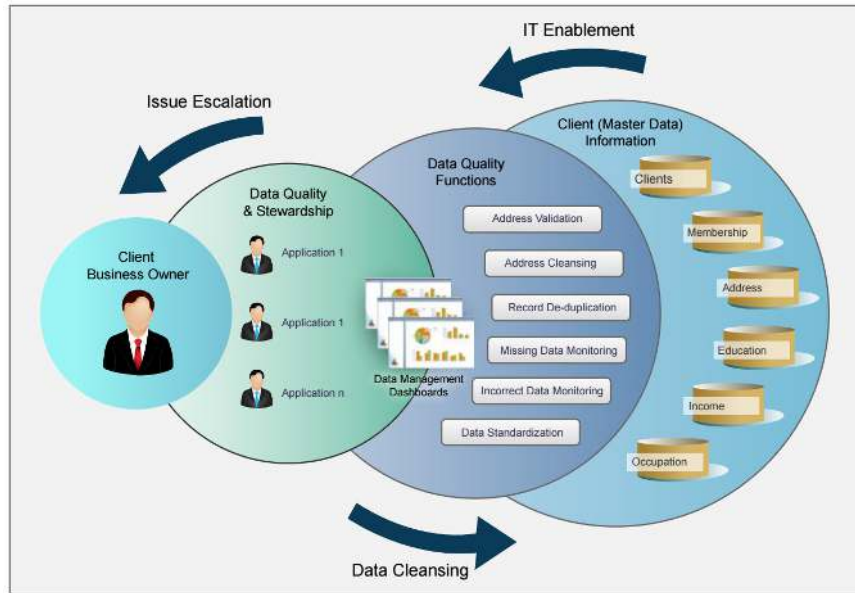 IT Enablement
Issue Escalation
Client (Master Data)
Information
Clients
Membership
Address
Education
Income
Occupation
Data Quality
Functions
Address Validation
Address Cleansing
Record De-duplication
Missing Data Monitoring
Incorrect Data Monitoring
Data Standardization
Data Quality
& Stewardship
Application 1
Application 1
Application n
Data Management
Dashboards
Client
Business Owner
Data Cleansing